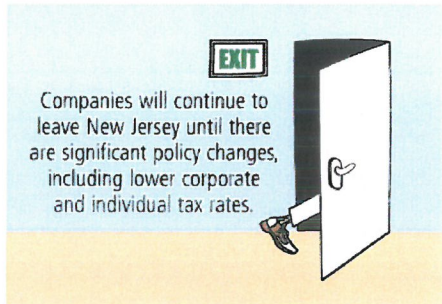 EXIT
Companies will continue to
leave New Jersey until there
are significant policy changes,
including lower corporate
and individual tax rates.